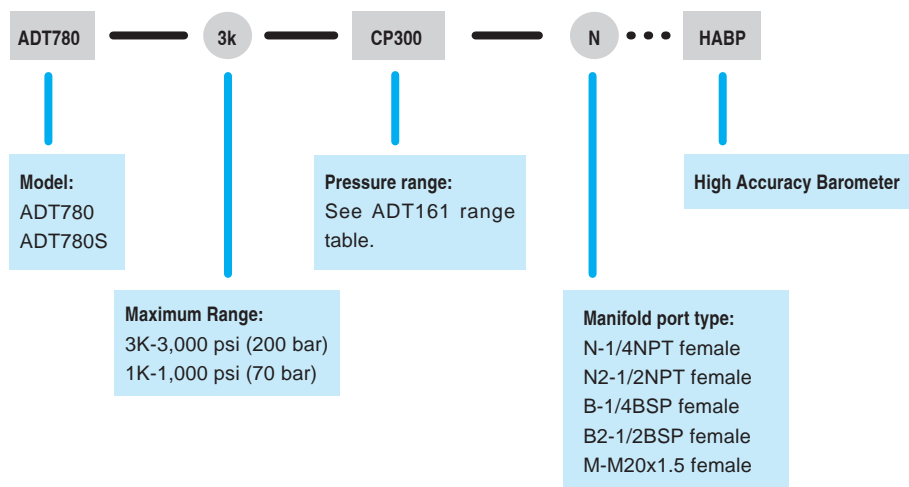 ADT780 3k CP300 N HABP
Model:
ADT780
ADT780S
Maximum Range:
3K-3,000 psi (200 bar)
1K-1,000 psi (70 bar)
Pressure range:
See ADT161 range
table.
Manifold port type:
N-1/4NPT female
N2-1/2NPT female
B-1/4BSP female
B2-1/2BSP female
M-M20x1.5 female
High Accuracy Barometer